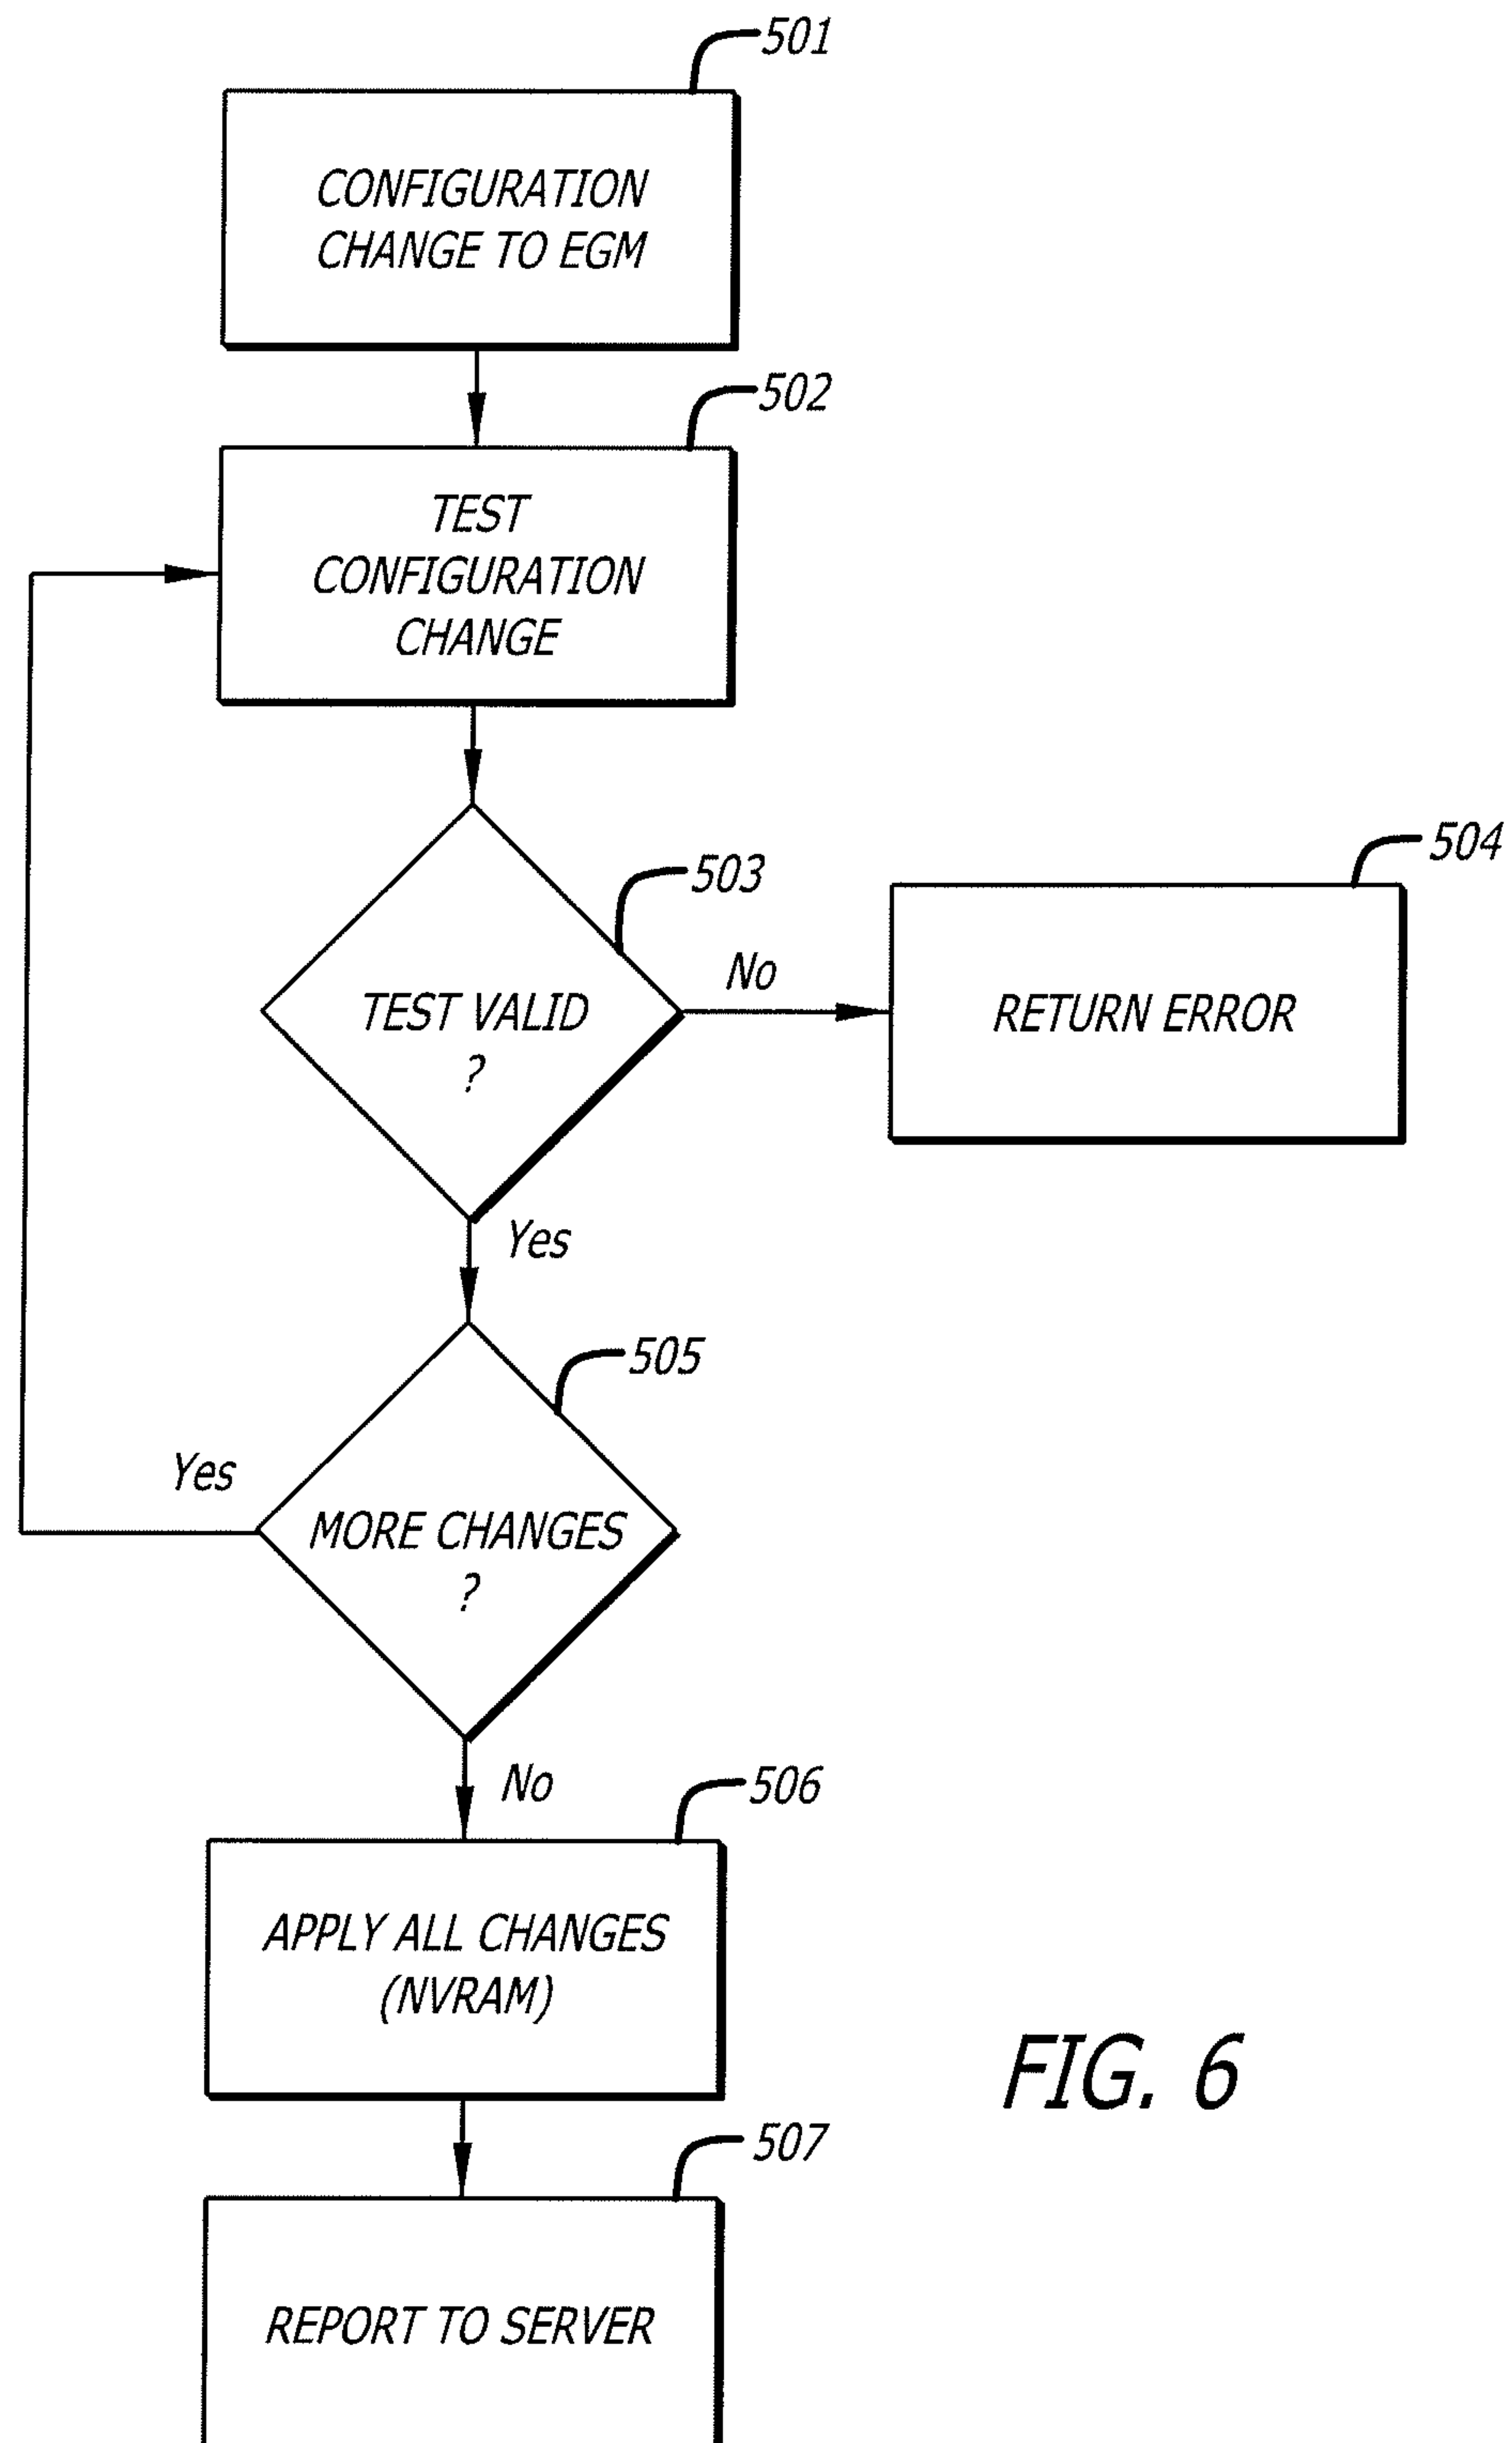 501
CONFIGURATION
CHANGE TO EGM
502
TEST
CONFIGURATION
CHANGE
503
TEST VALID
?
No
504
RETURN ERROR
Yes
505
Yes
MORE CHANGES
?
No
506
APPLY ALL CHANGES
(NVRAM)
507
REPORT TO SERVER
FIG. 6